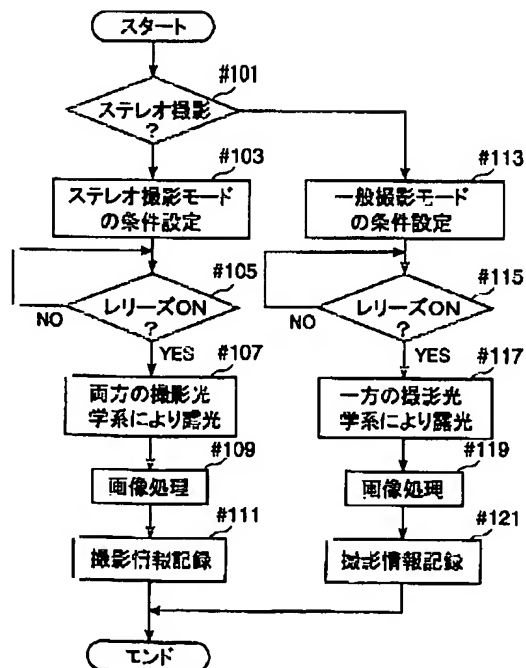 スタート
#101
ステレオ撮影
?
#103
ステレオ撮影モード
の条件設定
#105
レリーズON
?
NO
YES
#107
両方の撮影光
学系により露光
#109
画像処理
#111
撮影情報記録
#113
一般撮影モード
の条件設定
#115
レリーズON
?
NO
YES
#117
一方の撮影光
学系により露光
#119
画像処理
#121
撮影情報記録
エンド